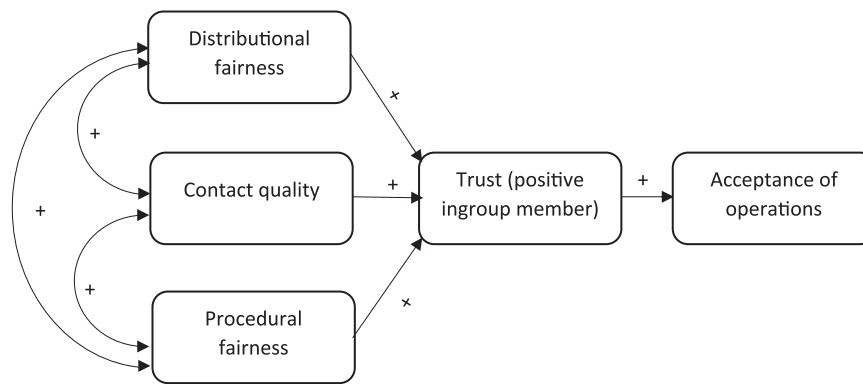 Distributional
fairness
+
+
Contact quality
+
Trust (positive
ingroup member)
+
Acceptance of
operations
+
+
+
Procedural
fairness